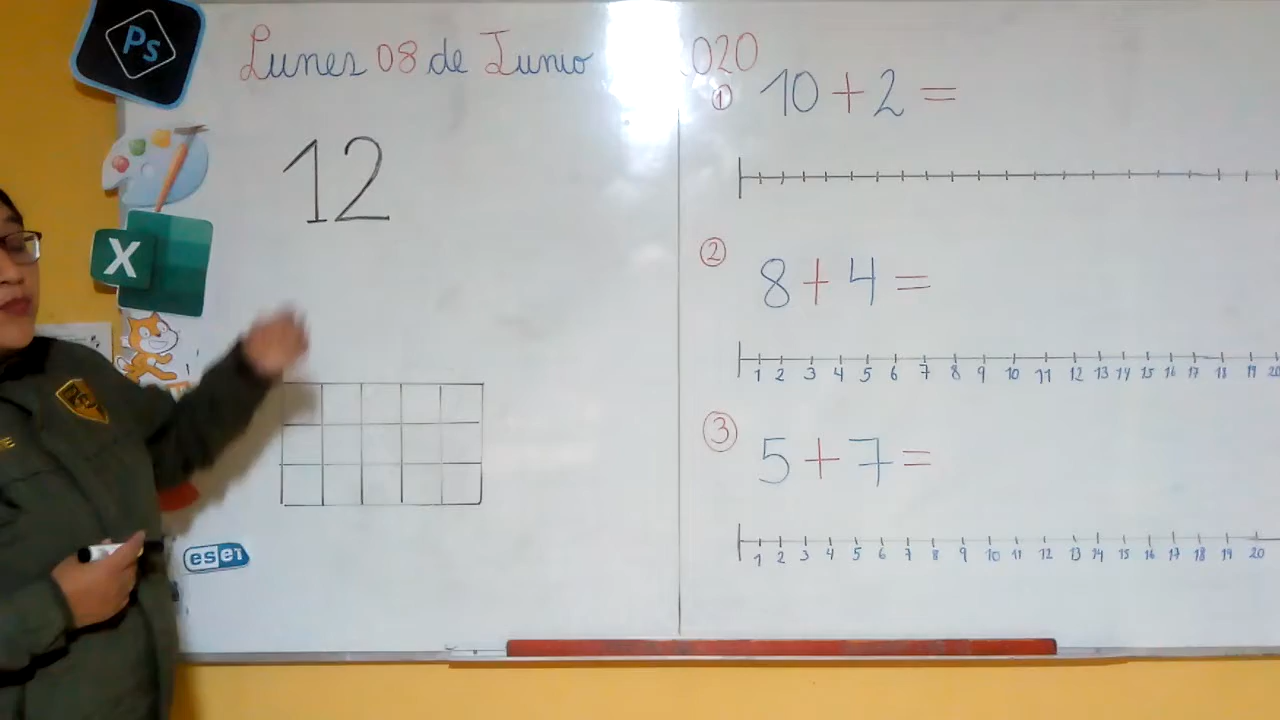 Lunes 08 de Junio 020
12
① 10 + 2 =
② 8 + 4 =
1 2 3 4 5 6 7 8 9 10 11 12 13 14 15 16 17 18 19 20
③ 5 + 7 =
1 2 3 4 5 6 7 8 9 10 11 12 13 14 15 16 17 18 19 20
Ps
X
eset